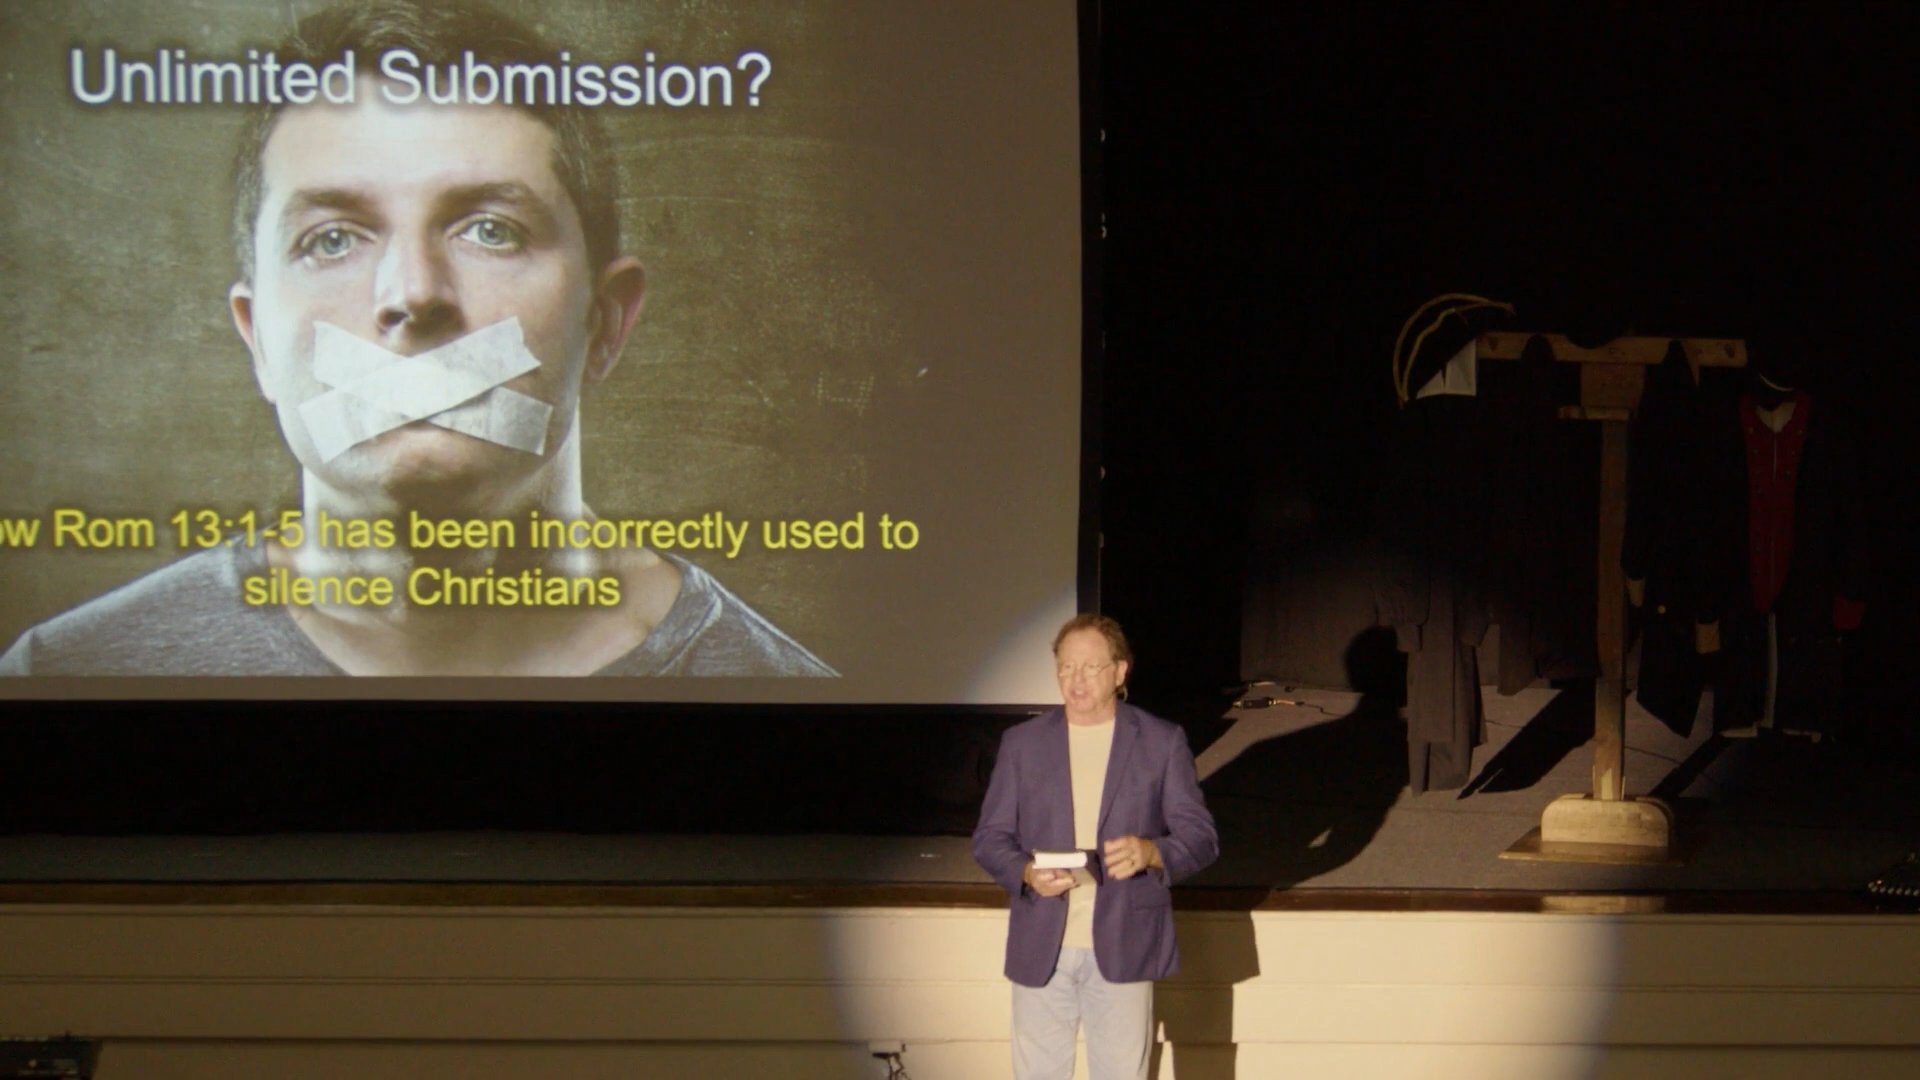 Unlimited Submission?
ow Rom 13:1-5 has been incorrectly used to
silence Christians